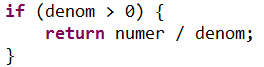 if (denom > 0) {
    return numer / denom;
}